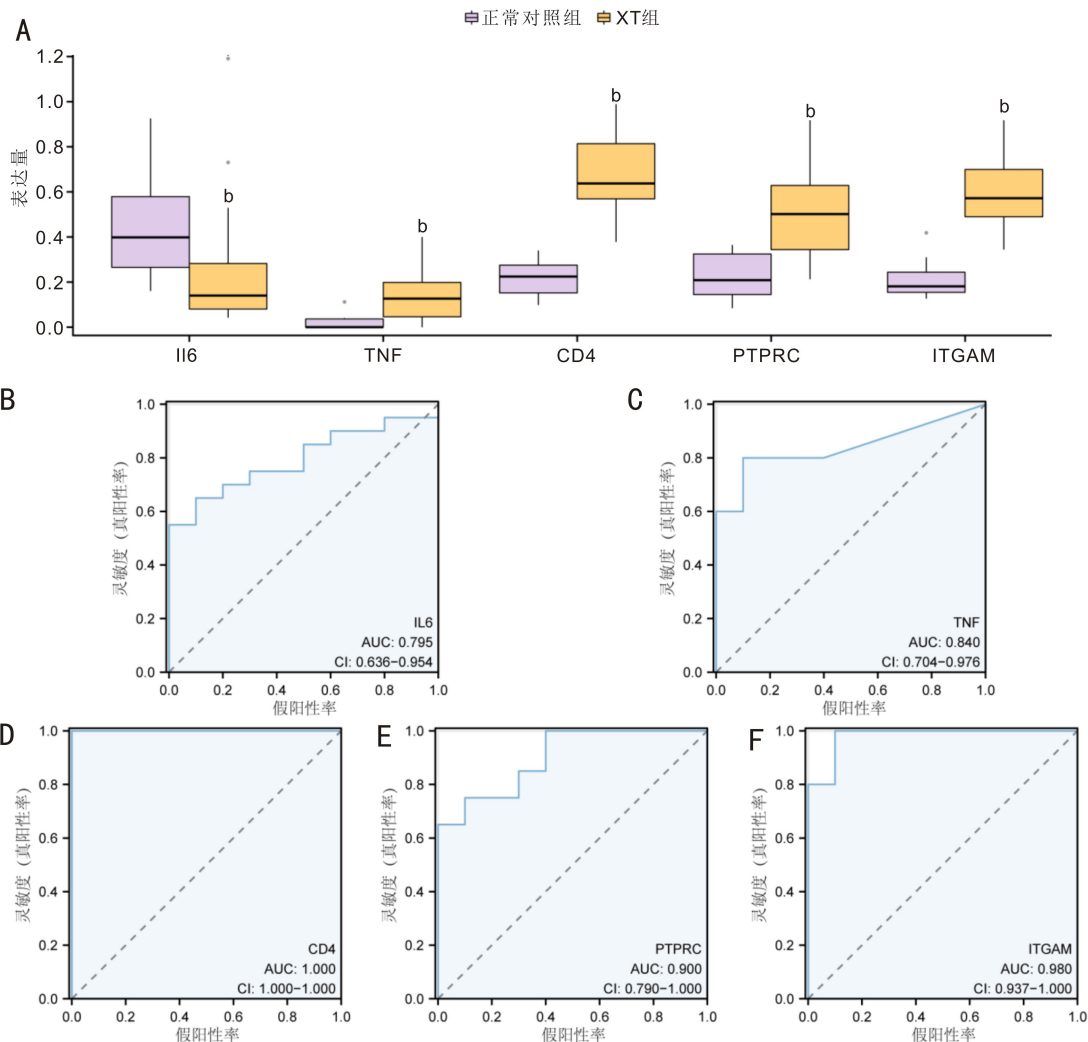 正常对照组 XT组
A
1.2
1.0
0.8
0.6
0.4
0.2
0.0
表达量
b b b b b
Il6 TNF CD4 PTPRC ITGAM
B
1.0
0.8
0.6
0.4
0.2
0.0
灵敏度（真阳性率）
IL6
AUC: 0.795
CI: 0.636−0.954
0.0 0.2 0.4 0.6 0.8 1.0
假阳性率
C
1.0
0.8
0.6
0.4
0.2
0.0
灵敏度（真阳性率）
TNF
AUC: 0.840
CI: 0.704−0.976
0.0 0.2 0.4 0.6 0.8 1.0
假阳性率
D
1.0
0.8
0.6
0.4
0.2
0.0
灵敏度（真阳性率）
CD4
AUC: 1.000
CI: 1.000−1.000
0.0 0.2 0.4 0.6 0.8 1.0
假阳性率
E
1.0
0.8
0.6
0.4
0.2
0.0
灵敏度（真阳性率）
PTPRC
AUC: 0.900
CI: 0.790−1.000
0.0 0.2 0.4 0.6 0.8 1.0
假阳性率
F
1.0
0.8
0.6
0.4
0.2
0.0
灵敏度（真阳性率）
ITGAM
AUC: 0.980
CI: 0.937−1.000
0.0 0.2 0.4 0.6 0.8 1.0
假阳性率